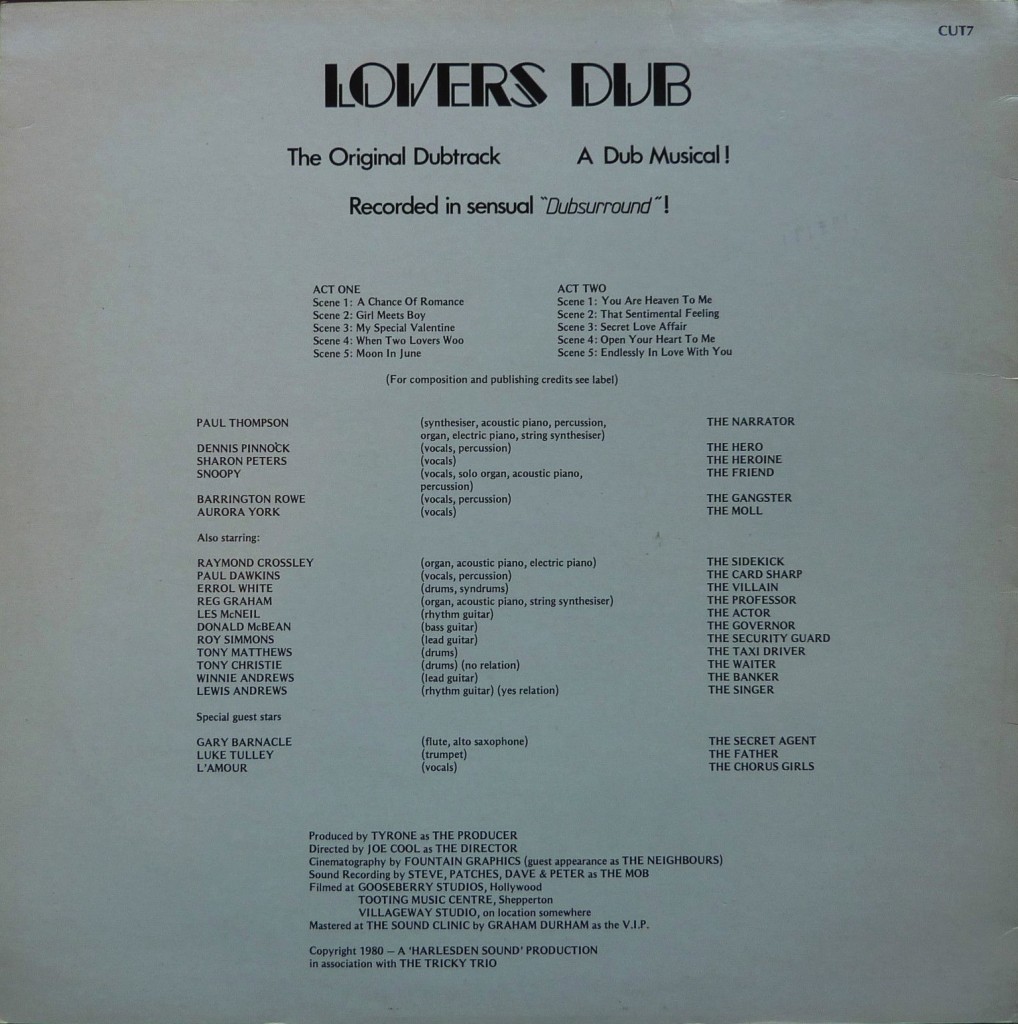 CUT7
LOVERS DUB
The Original Dubtrack A Dub Musical!
Recorded in sensual "Dubsurround"!
ACT ONE
Scene 1: A Chance Of Romance
Scene 2: Girl Meets Boy
Scene 3: My Special Valentine
Scene 4: When Two Lovers Woo
Scene 5: Moon In June
ACT TWO
Scene 1: You Are Heaven To Me
Scene 2: That Sentimental Feeling
Scene 3: Secret Love Affair
Scene 4: Open Your Heart To Me
Scene 5: Endlessly In Love With You
(For composition and publishing credits see label)
PAUL THOMPSON (synthesiser, acoustic piano, percussion, THE NARRATOR
organ, electric piano, string synthesiser)
DENNIS PINNOCK (vocals, percussion) THE HERO
SHARON PETERS (vocals) THE HEROINE
SNOOPY (vocals, solo organ, acoustic piano, THE FRIEND
percussion)
BARRINGTON ROWE (vocals, percussion) THE GANGSTER
AURORA YORK (vocals) THE MOLL
Also starring:
RAYMOND CROSSLEY (organ, acoustic piano, electric piano) THE SIDEKICK
PAUL DAWKINS (vocals, percussion) THE CARD SHARP
ERROL WHITE (drums, syndrums) THE VILLAIN
REG GRAHAM (organ, acoustic piano, string synthesiser) THE PROFESSOR
LES McNEIL (rhythm guitar) THE ACTOR
DONALD McBEAN (bass guitar) THE GOVERNOR
ROY SIMMONS (lead guitar) THE SECURITY GUARD
TONY MATTHEWS (drums) THE TAXI DRIVER
TONY CHRISTIE (drums) (no relation) THE WAITER
WINNIE ANDREWS (lead guitar) THE BANKER
LEWIS ANDREWS (rhythm guitar) (yes relation) THE SINGER
Special guest stars
GARY BARNACLE (flute, alto saxophone) THE SECRET AGENT
LUKE TULLEY (trumpet) THE FATHER
L'AMOUR (vocals) THE CHORUS GIRLS
Produced by TYRONE as THE PRODUCER
Directed by JOE COOL as THE DIRECTOR
Cinematography by FOUNTAIN GRAPHICS (guest appearance as THE NEIGHBOURS)
Sound Recording by STEVE, PATCHES, DAVE & PETER as THE MOB
Filmed at GOOSEBERRY STUDIOS, Hollywood
TOOTING MUSIC CENTRE, Shepperton
VILLAGEWAY STUDIO, on location somewhere
Mastered at THE SOUND CLINIC by GRAHAM DURHAM as the V.I.P.
Copyright 1980 – A 'HARLESDEN SOUND' PRODUCTION
in association with THE TRICKY TRIO